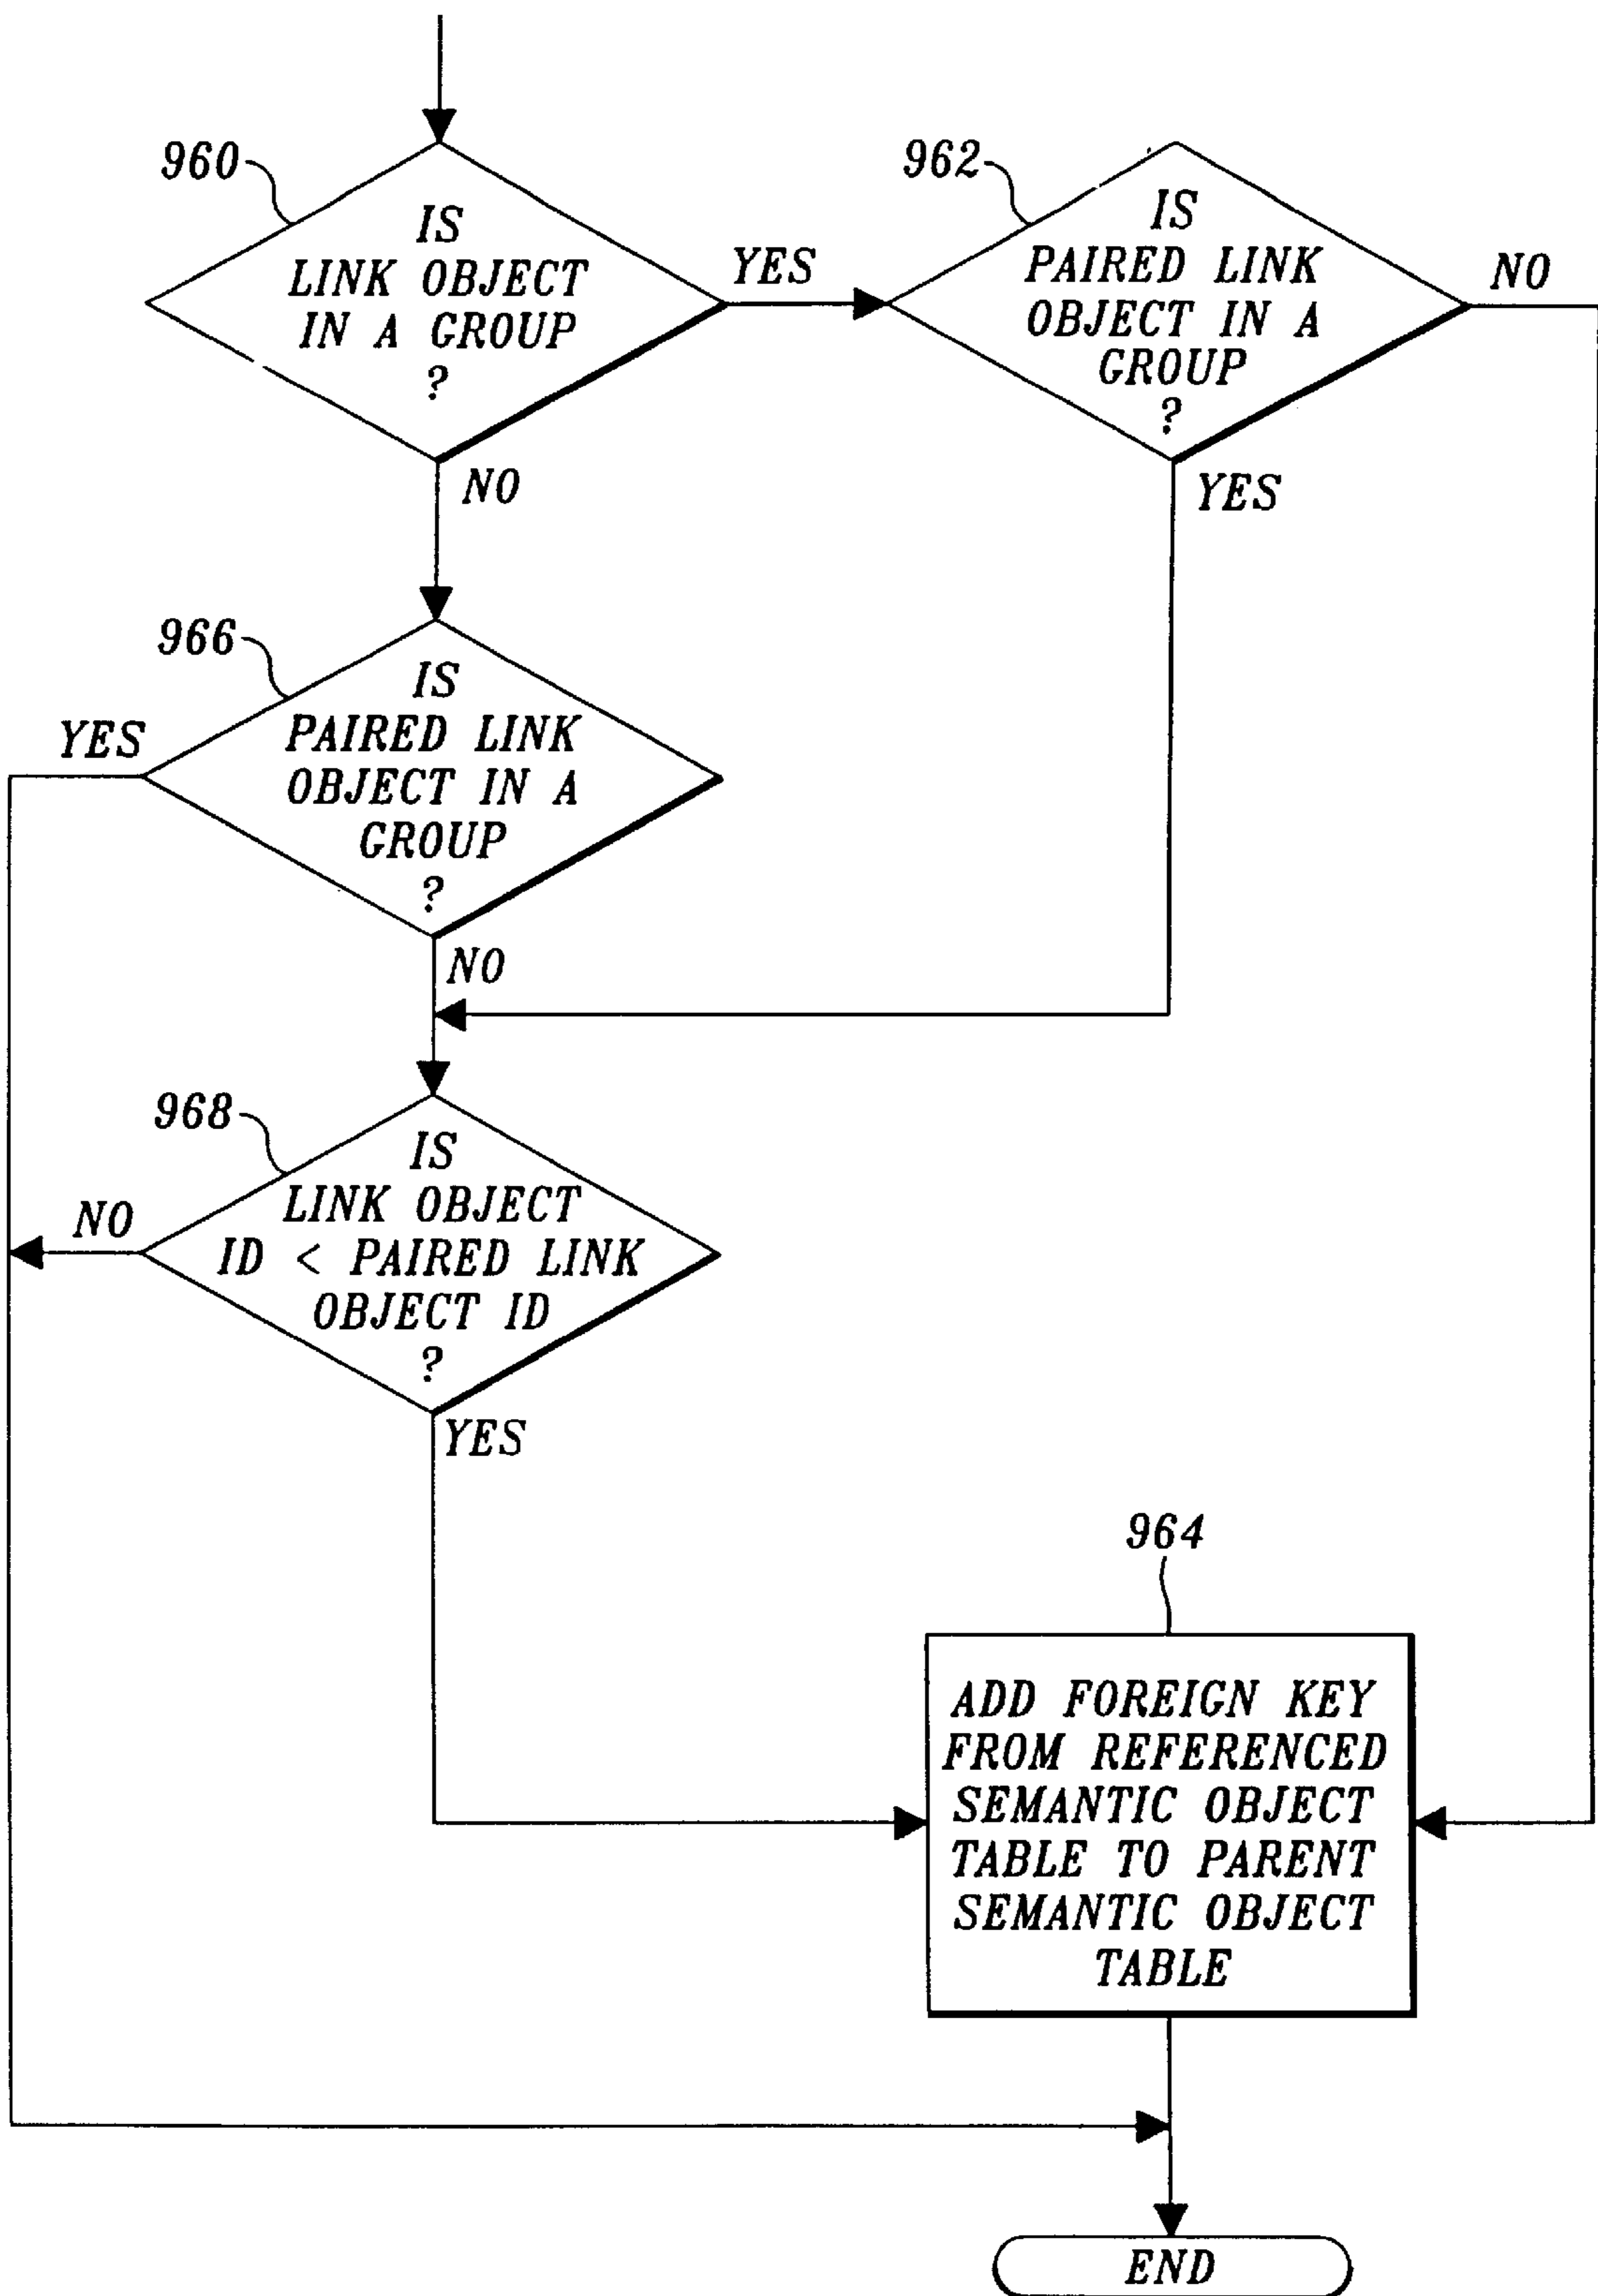 960
IS
LINK OBJECT
IN A GROUP
?
YES
NO
962
IS
PAIRED LINK
OBJECT IN A
GROUP
?
NO
YES
966
IS
PAIRED LINK
OBJECT IN A
GROUP
?
YES
NO
968
IS
LINK OBJECT
ID < PAIRED LINK
OBJECT ID
?
NO
YES
964
ADD FOREIGN KEY
FROM REFERENCED
SEMANTIC OBJECT
TABLE TO PARENT
SEMANTIC OBJECT
TABLE
END